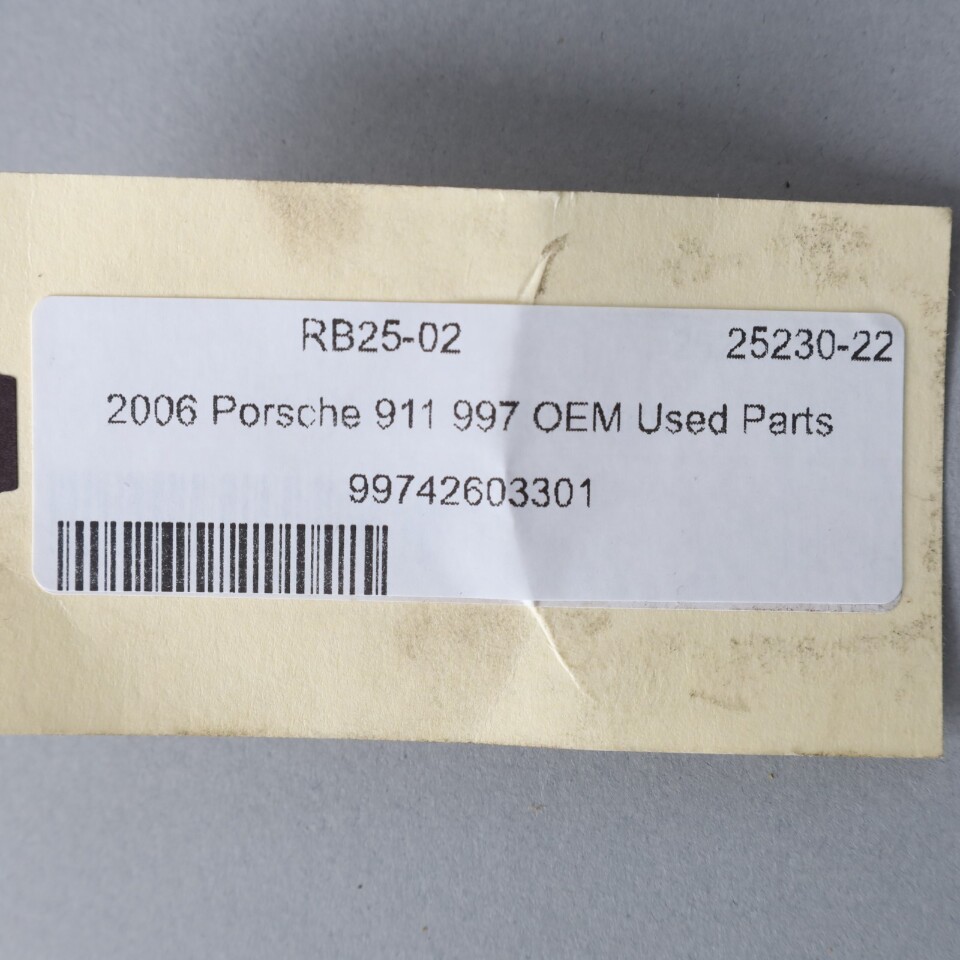 RB25-02 25230-22
2006 Porsche 911 997 OEM Used Parts
99742603301